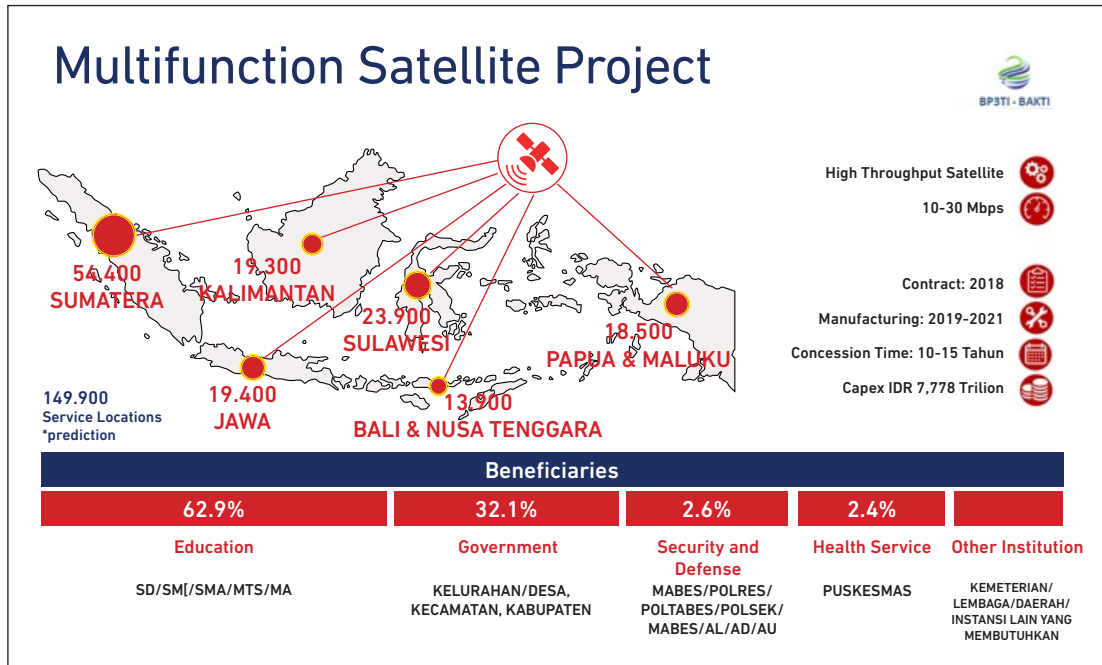 Multifunction Satellite Project
BP3TI - BAKTI
High Throughput Satellite
10-30 Mbps
Contract: 2018
Manufacturing: 2019-2021
Concession Time: 10-15 Tahun
Capex IDR 7,778 Trilion
54.400
SUMATERA
19.300
KALIMANTAN
23.900
SULAWESI
18.500
PAPUA & MALUKU
19.400
JAWA
13.900
BALI & NUSA TENGGARA
149.900
Service Locations
*prediction
Beneficiaries
62.9%
Education
SD/SM[/SMA/MTS/MA
32.1%
Government
KELURAHAN/DESA,
KECAMATAN, KABUPATEN
2.6%
Security and
Defense
MABES/POLRES/
POLTABES/POLSEK/
MABES/AL/AD/AU
2.4%
Health Service
PUSKESMAS
Other Institution
KEMETERIAN/
LEMBAGA/DAERAH/
INSTANSI LAIN YANG
MEMBUTUHKAN